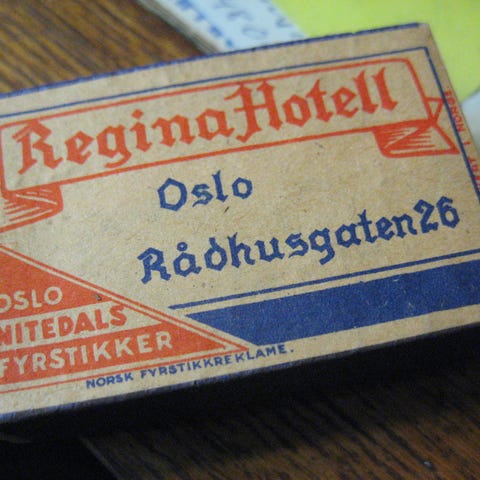 Regina Hotell
Oslo
Rådhusgaten 26
OSLO
NITEDALS
FYRSTIKKER
NORSK FYRSTIKKREKLAME.